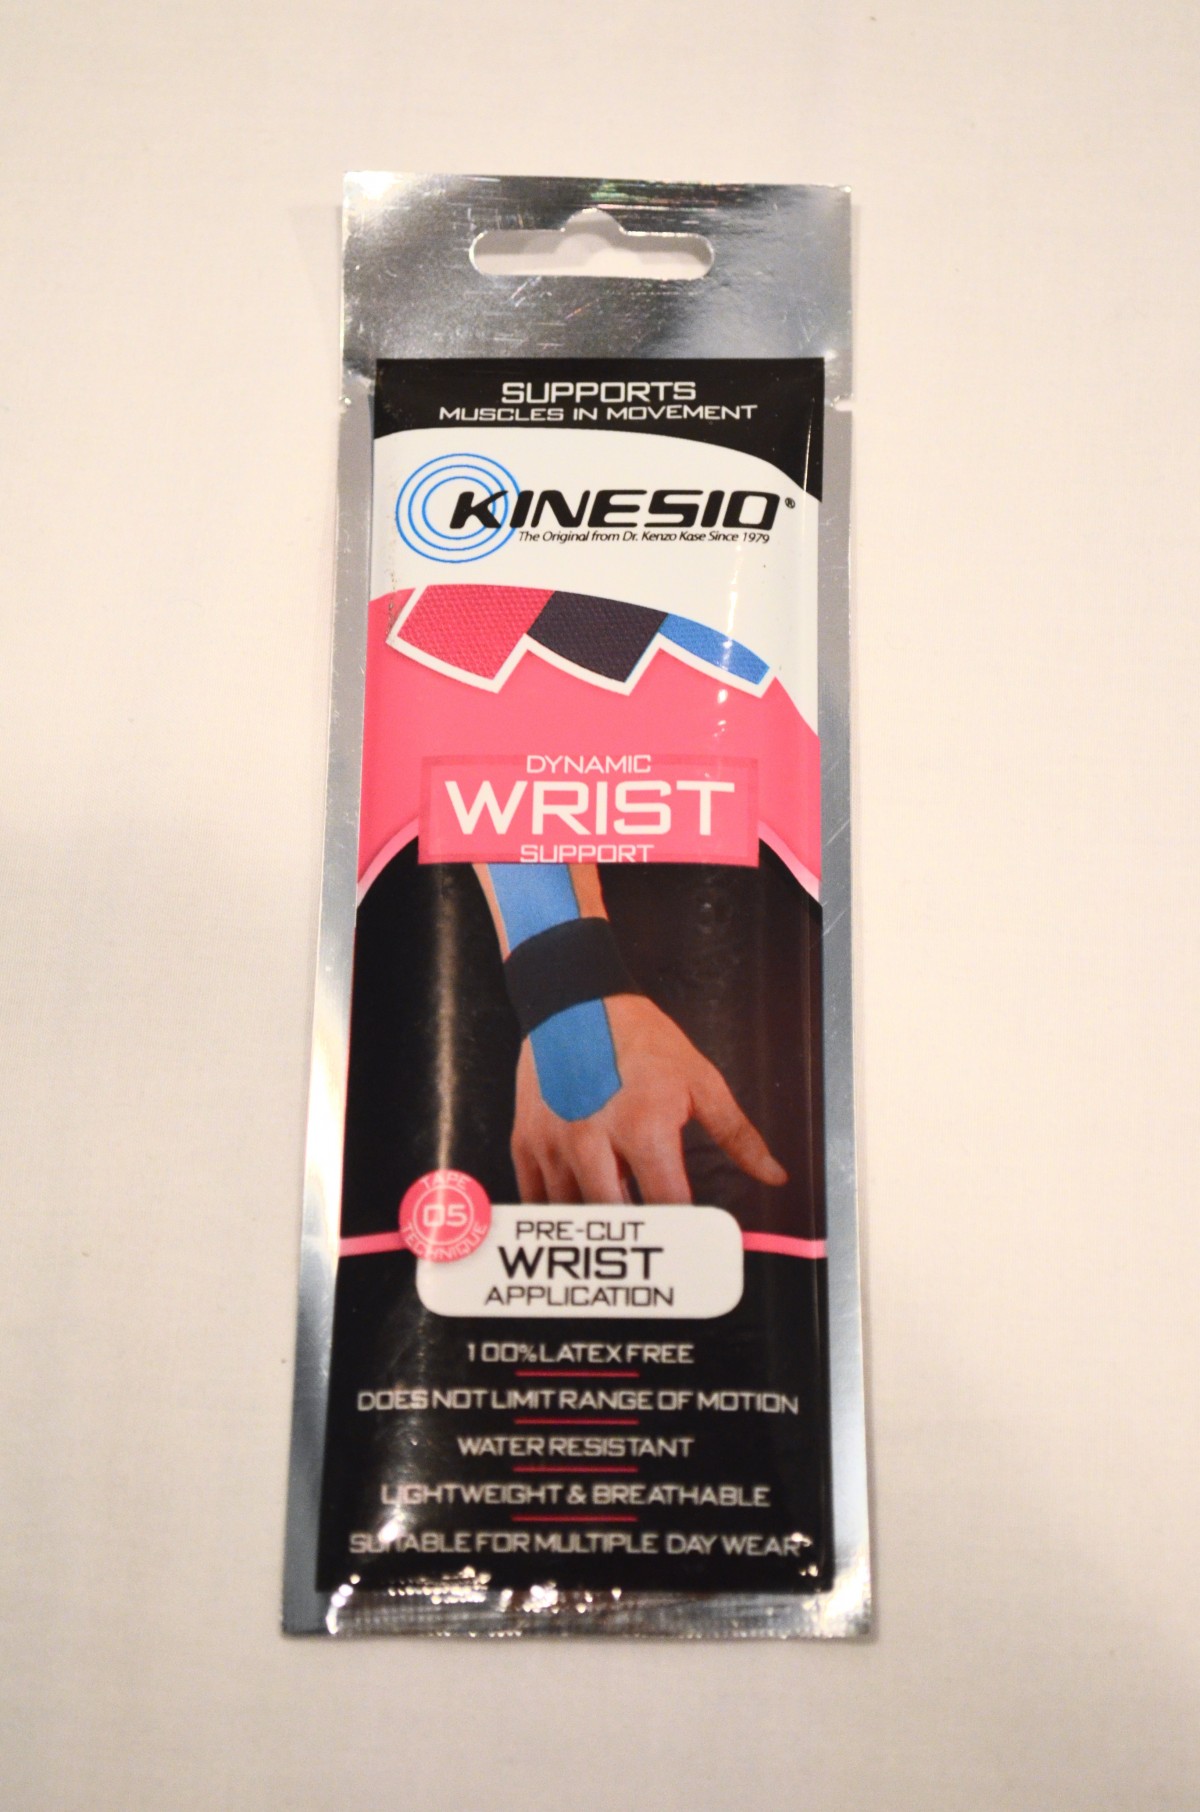 SUPPORTS
MUSCLES IN MOVEMENT
KINESIO®
The Original from Dr. Kenzo Kase Since 1979
DYNAMIC
WRIST
SUPPORT
TAPE
05
TECHNIQUE
PRE-CUT
WRIST
APPLICATION
100% LATEX FREE
DOES NOT LIMIT RANGE OF MOTION
WATER RESISTANT
LIGHTWEIGHT & BREATHABLE
SUITABLE FOR MULTIPLE DAY WEAR